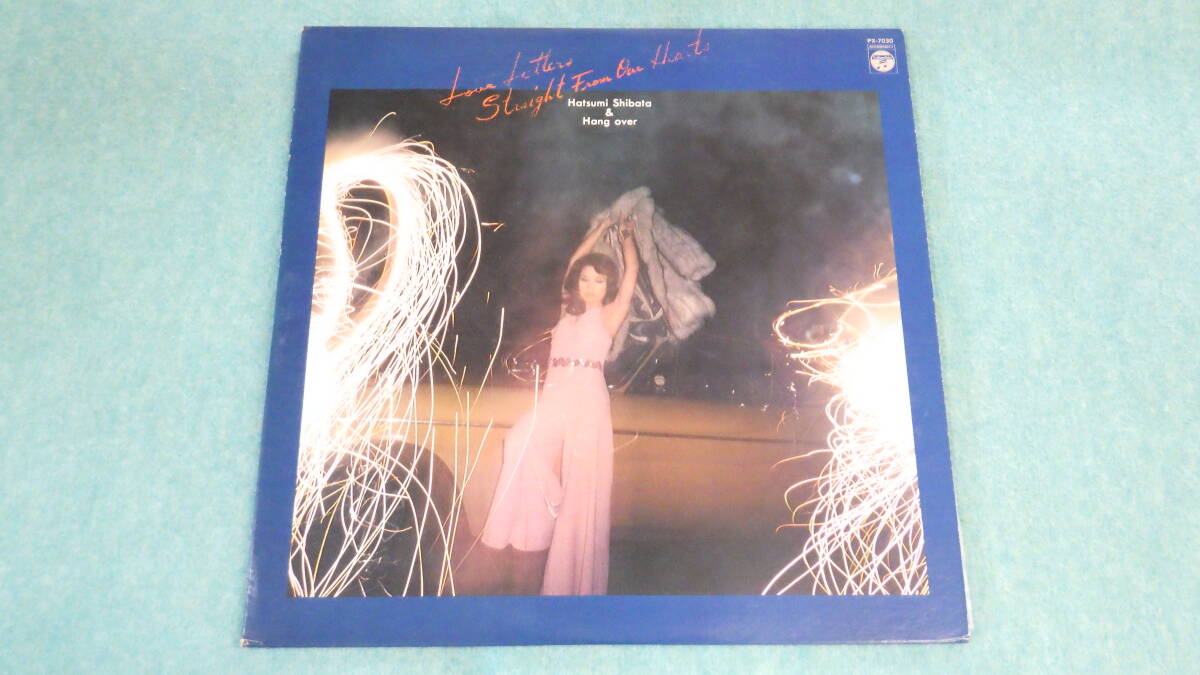 Love Letters
Straight From Our Hearts
Hatsumi Shibata
&
Hang over
PX-7030